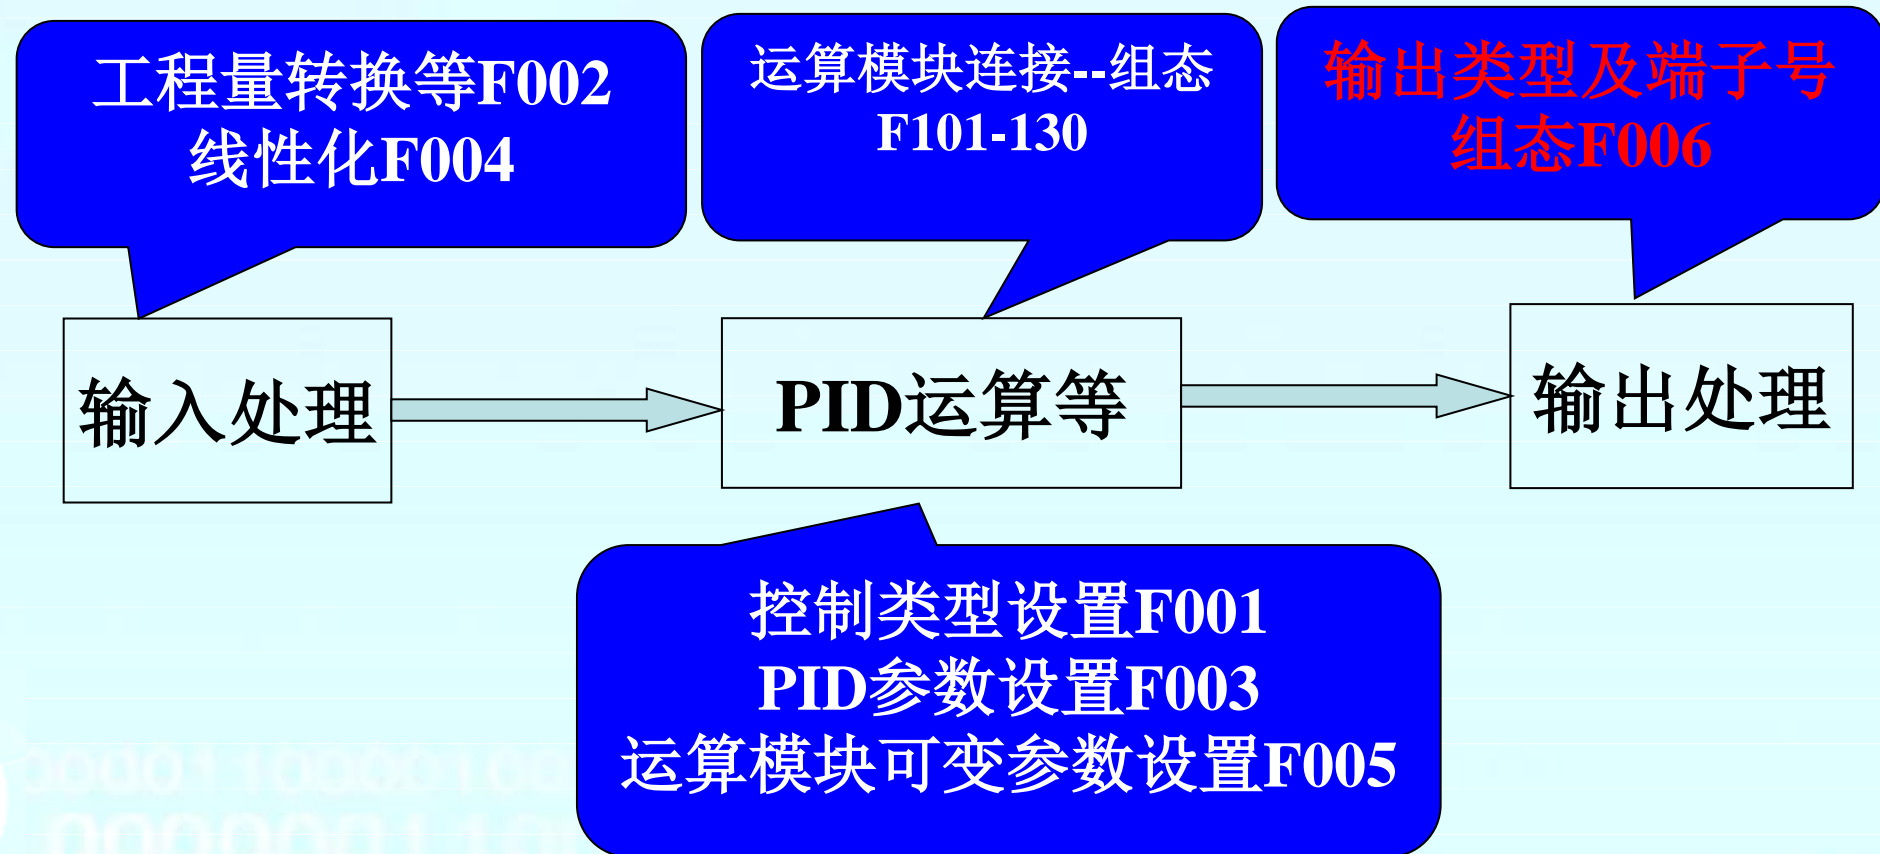 工程量转换等F002
线性化F004
运算模块连接--组态
F101-130
输出类型及端子号
组态F006
输入处理
PID运算等
输出处理
控制类型设置F001
PID参数设置F003
运算模块可变参数设置F005